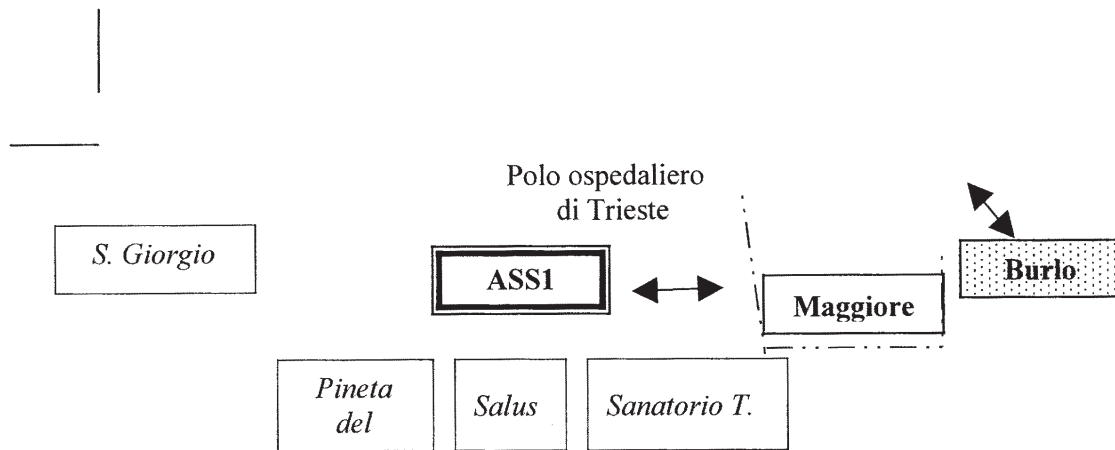 Polo ospedaliero
di Trieste
S. Giorgio
ASS1
Burlo
Maggiore
Pineta
del
Salus
Sanatorio T.